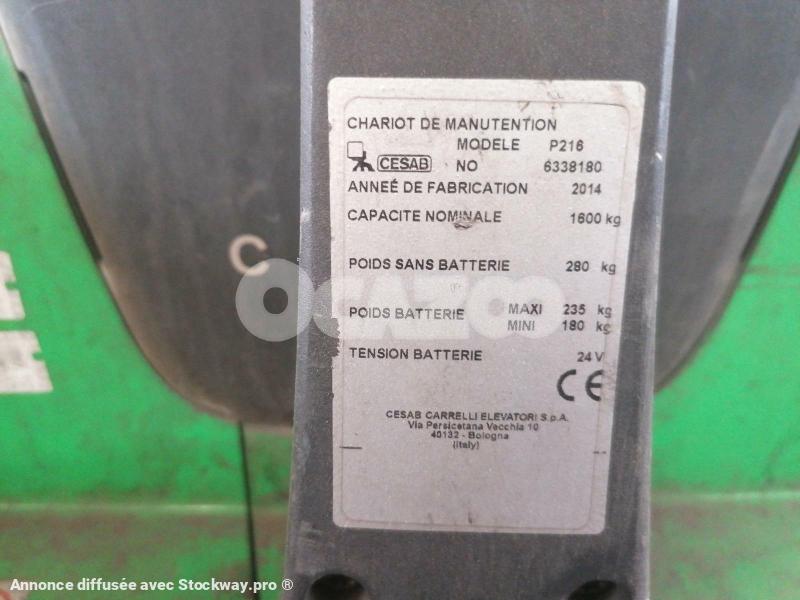 CHARIOT DE MANUTENTION
MODELE P216
CESAB NO 6338180
ANNEÉ DE FABRICATION 2014
CAPACITE NOMINALE 1600 kg
C
POIDS SANS BATTERIE 280 kg
OCAZOO
POIDS BATTERIE MAXI 235 kg
MINI 180 kg
TENSION BATTERIE 24 V
CE
CESAB CARRELLI ELEVATORI S.p.A.
Via Persicetana Vecchia 10
40132 - Bologna
(Italy)
Annonce diffusée avec Stockway.pro ®